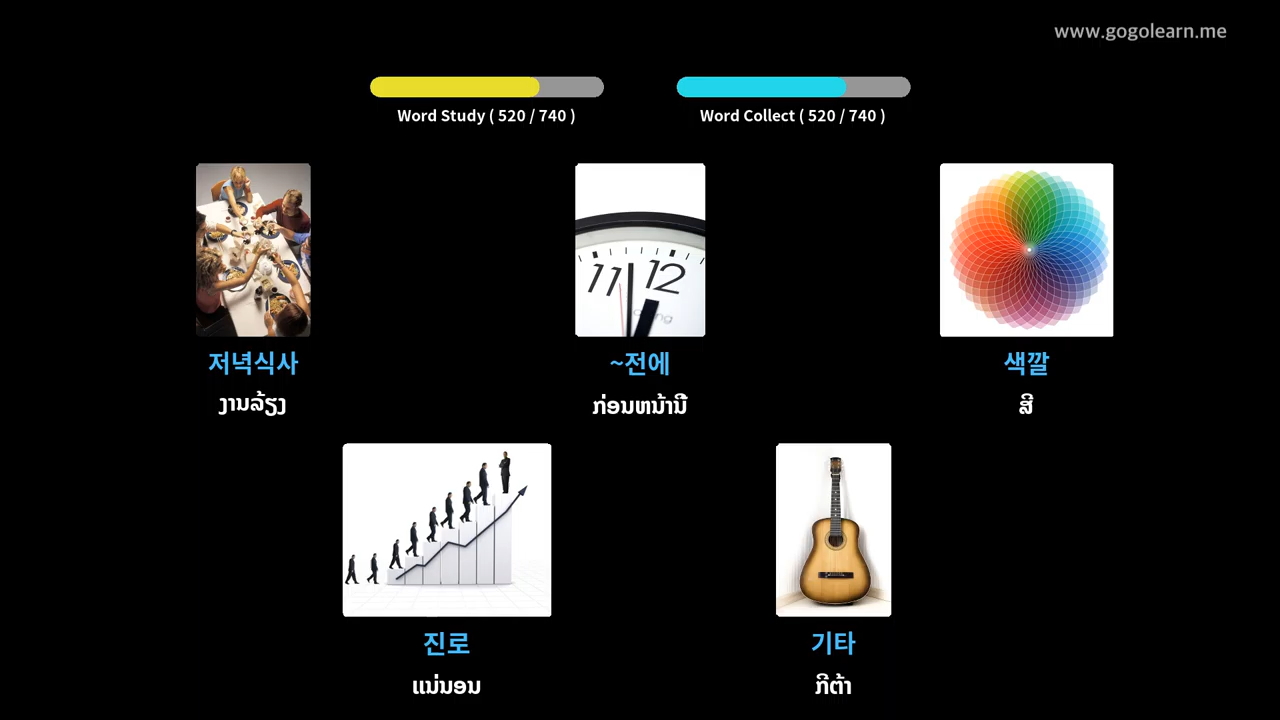 www.gogolearn.me
Word Study ( 520 / 740 )
Word Collect ( 520 / 740 )
11 12
저녁식사
ງານລ້ຽງ
~전에
ກ່ອນຫນ້ານີ້
색깔
ສີ
진로
ແນ່ນອນ
기타
ກີຕ້າ